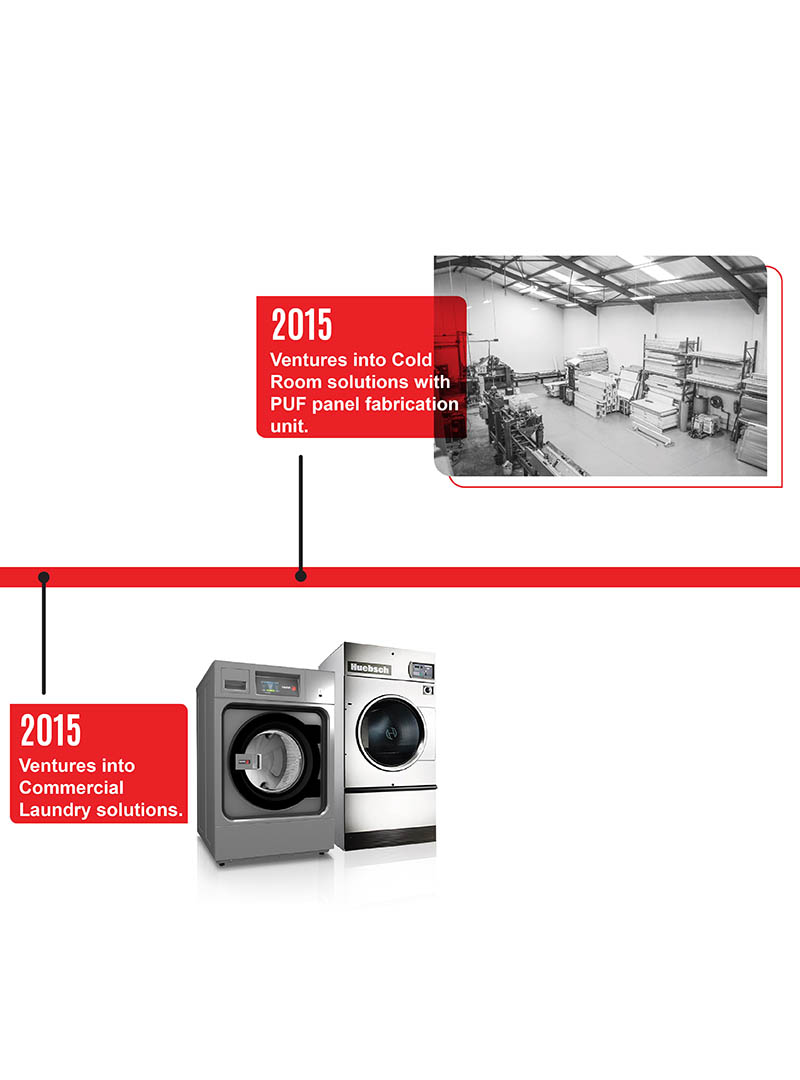 2015
Ventures into Cold
Room solutions with
PUF panel fabrication
unit.
Huebsch
2015
Ventures into
Commercial
Laundry solutions.